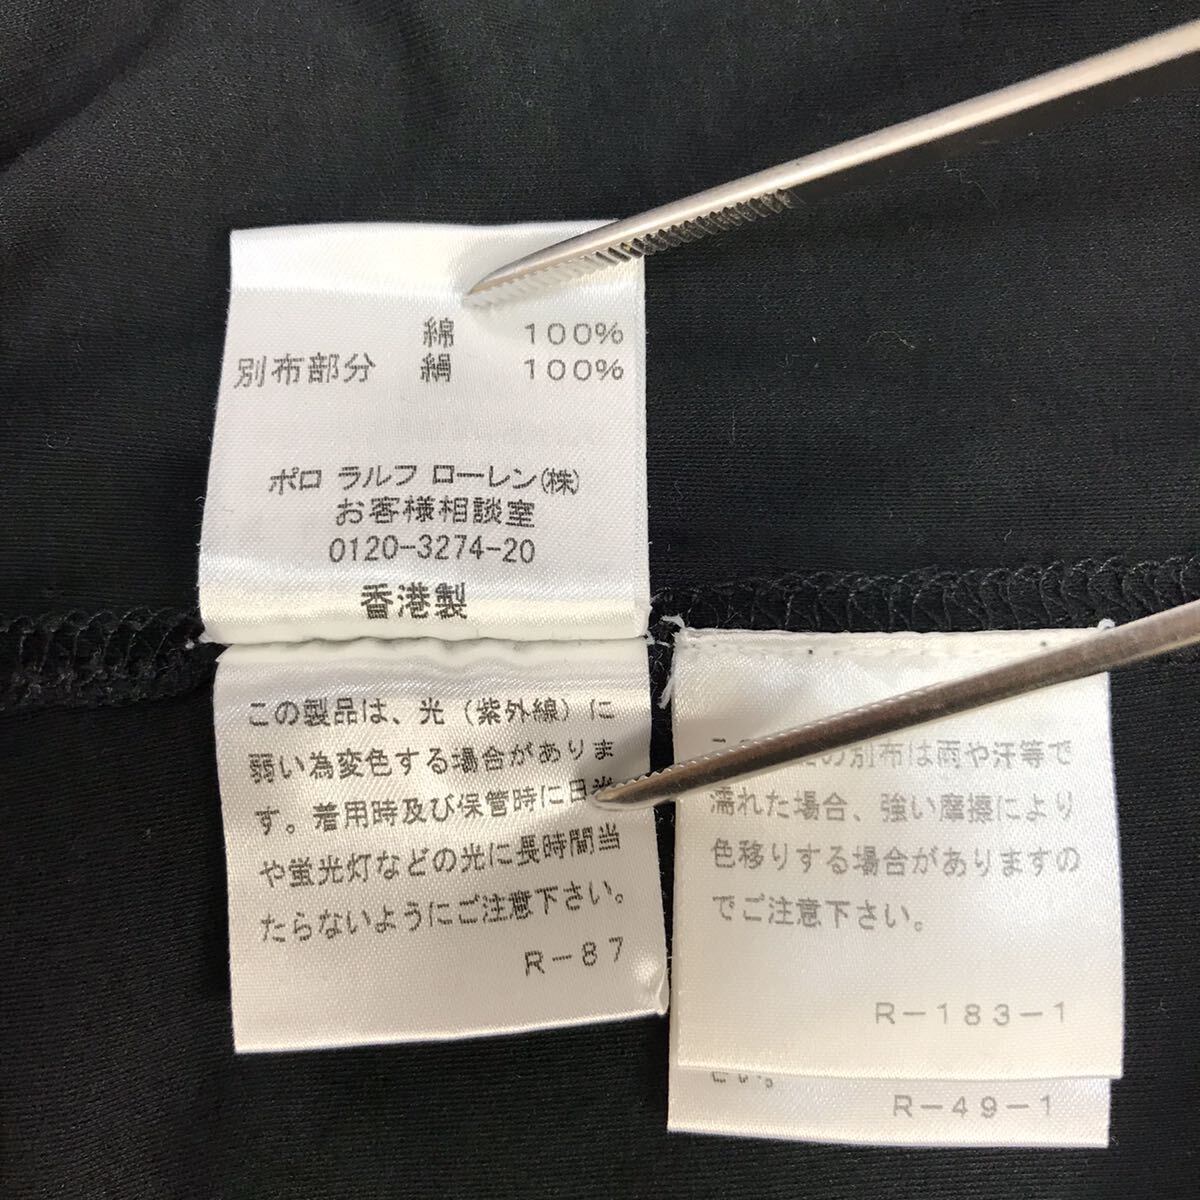 綿 100%
別布部分 絹 100%
ポロ ラルフ ローレン(株)
お客様相談室
0120-3274-20
香港製
この製品は、光（紫外線）に
弱い為変色する場合がありま
す。着用時及び保管時に日光
や蛍光灯などの光に長時間当
たらないようにご注意下さい。
R-87
の別布は雨や汗等で
濡れた場合、強い摩擦により
色移りする場合がありますの
でご注意下さい。
R-183-1
さい。
R-49-1